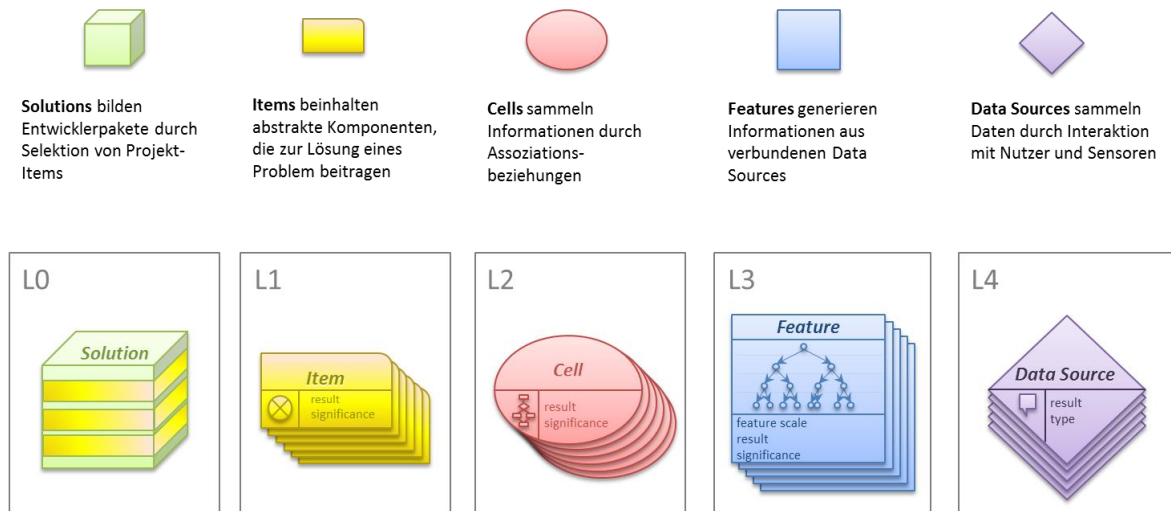 Solutions bilden
Entwicklerpakete durch
Selektion von Projekt-
Items
Items beinhalten
abstrakte Komponenten,
die zur Lösung eines
Problem beitragen
Cells sammeln
Informationen durch
Assoziations-
beziehungen
Features generieren
Informationen aus
verbundenen Data
Sources
Data Sources sammeln
Daten durch Interaktion
mit Nutzer und Sensoren
L0
Solution
L1
Item
result
significance
L2
Cell
result
significance
L3
Feature
feature scale
result
significance
L4
Data Source
result
type